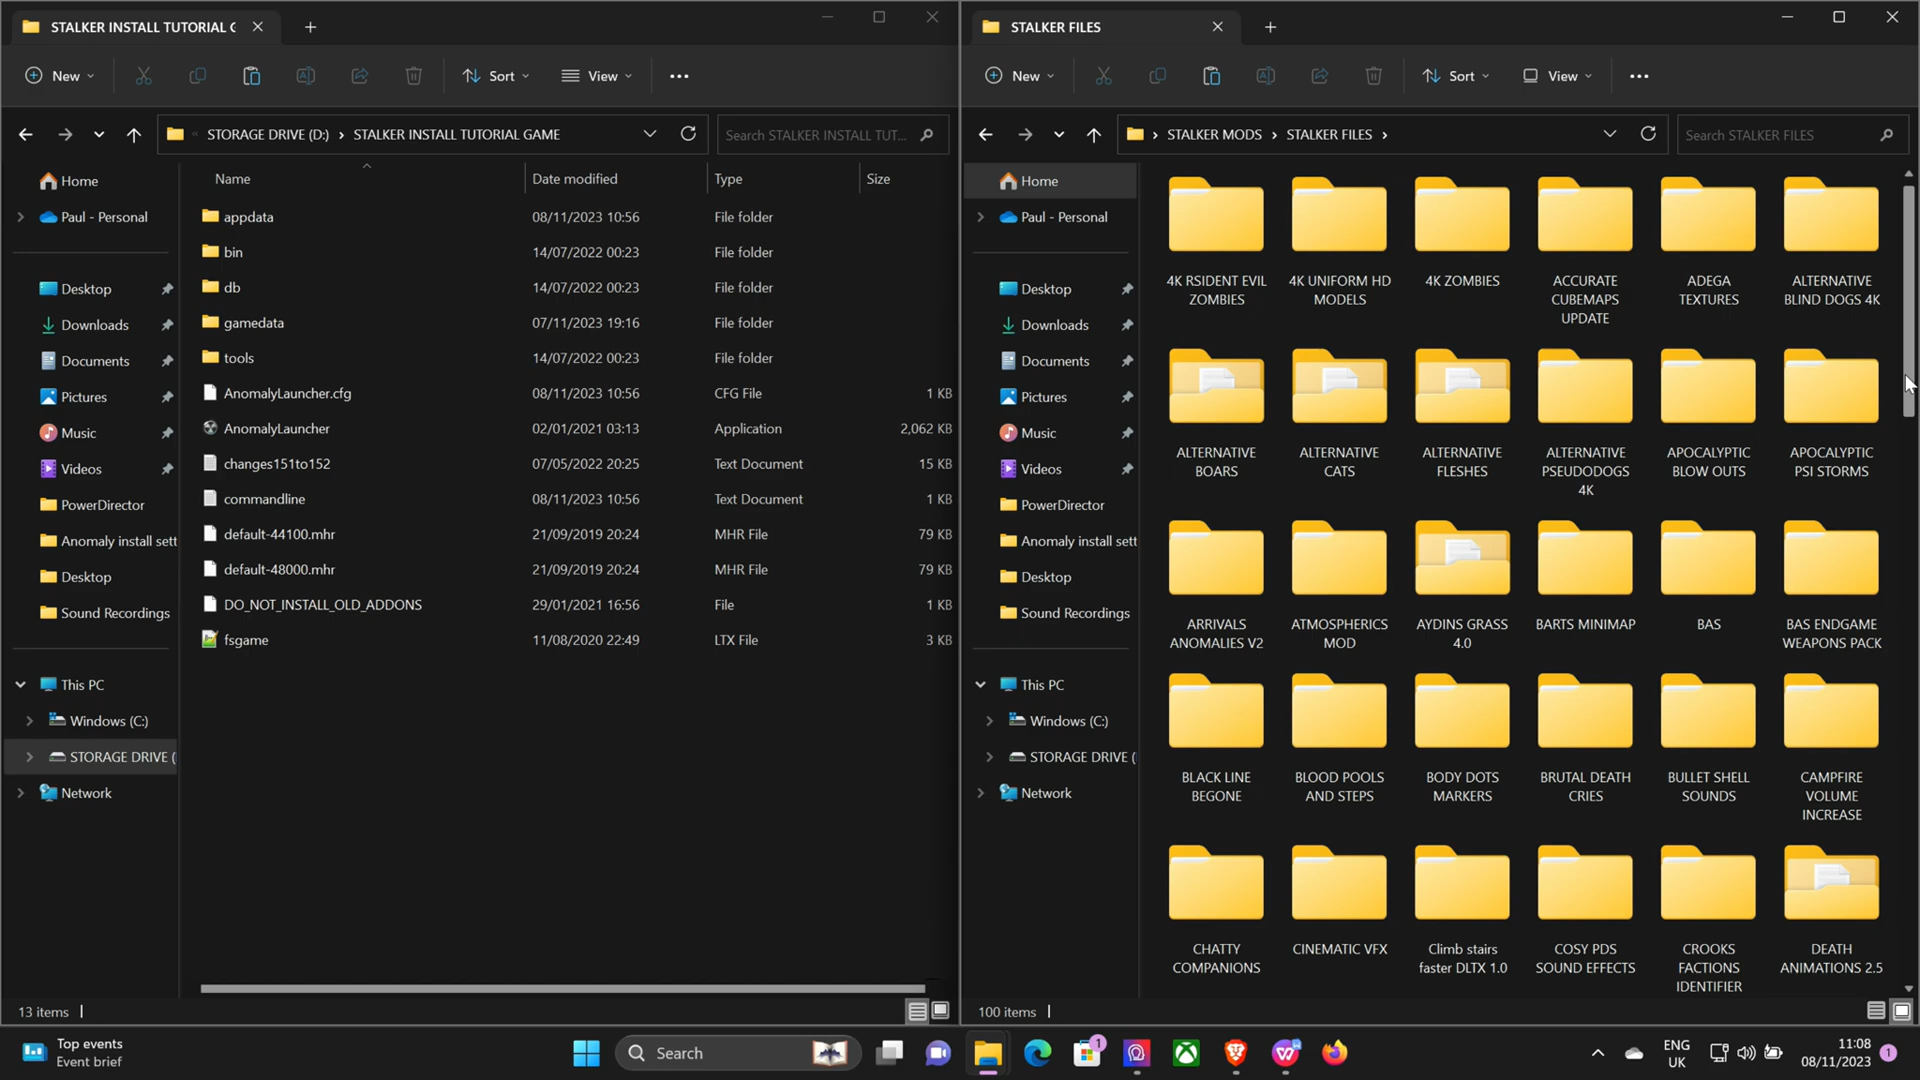 STALKER INSTALL TUTORIAL G
New
Sort
View
STORAGE DRIVE (D:) > STALKER INSTALL TUTORIAL GAME
Search STALKER INSTALL TUT...
Home
Paul - Personal
Desktop
Downloads
Documents
Pictures
Music
Videos
PowerDirector
Anomaly install sett
Desktop
Sound Recordings
This PC
Windows (C:)
STORAGE DRIVE (
Network
Name Date modified Type Size
appdata 08/11/2023 10:56 File folder
bin 14/07/2022 00:23 File folder
db 14/07/2022 00:23 File folder
gamedata 07/11/2023 19:16 File folder
tools 14/07/2022 00:23 File folder
AnomalyLauncher.cfg 08/11/2023 10:56 CFG File 1 KB
AnomalyLauncher 02/01/2021 03:13 Application 2,062 KB
changes151to152 07/05/2022 20:25 Text Document 15 KB
commandline 08/11/2023 10:56 Text Document 1 KB
default-44100.mhr 21/09/2019 20:24 MHR File 79 KB
default-48000.mhr 21/09/2019 20:24 MHR File 79 KB
DO_NOT_INSTALL_OLD_ADDONS 29/01/2021 16:56 File 1 KB
fsgame 11/08/2020 22:49 LTX File 3 KB
13 items
STALKER FILES
New
Sort
View
STALKER MODS > STALKER FILES >
Search STALKER FILES
Home
Paul - Personal
Desktop
Downloads
Documents
Pictures
Music
Videos
PowerDirector
Anomaly install sett
Desktop
Sound Recordings
This PC
Windows (C:)
STORAGE DRIVE (
Network
4K RSIDENT EVIL
ZOMBIES
4K UNIFORM HD
MODELS
4K ZOMBIES
ACCURATE
CUBEMAPS
UPDATE
ADEGA
TEXTURES
ALTERNATIVE
BLIND DOGS 4K
ALTERNATIVE
BOARS
ALTERNATIVE
CATS
ALTERNATIVE
FLESHES
ALTERNATIVE
PSEUDODOGS
4K
APOCALYPTIC
BLOW OUTS
APOCALYPTIC
PSI STORMS
ARRIVALS
ANOMALIES V2
ATMOSPHERICS
MOD
AYDINS GRASS
4.0
BARTS MINIMAP
BAS
BAS ENDGAME
WEAPONS PACK
BLACK LINE
BEGONE
BLOOD POOLS
AND STEPS
BODY DOTS
MARKERS
BRUTAL DEATH
CRIES
BULLET SHELL
SOUNDS
CAMPFIRE
VOLUME
INCREASE
CHATTY
COMPANIONS
CINEMATIC VFX
Climb stairs
faster DLTX 1.0
COSY PDS
SOUND EFFECTS
CROOKS
FACTIONS
IDENTIFIER
DEATH
ANIMATIONS 2.5
100 items
Top events
Event brief
Search
1
ENG
UK
11:08
08/11/2023
1